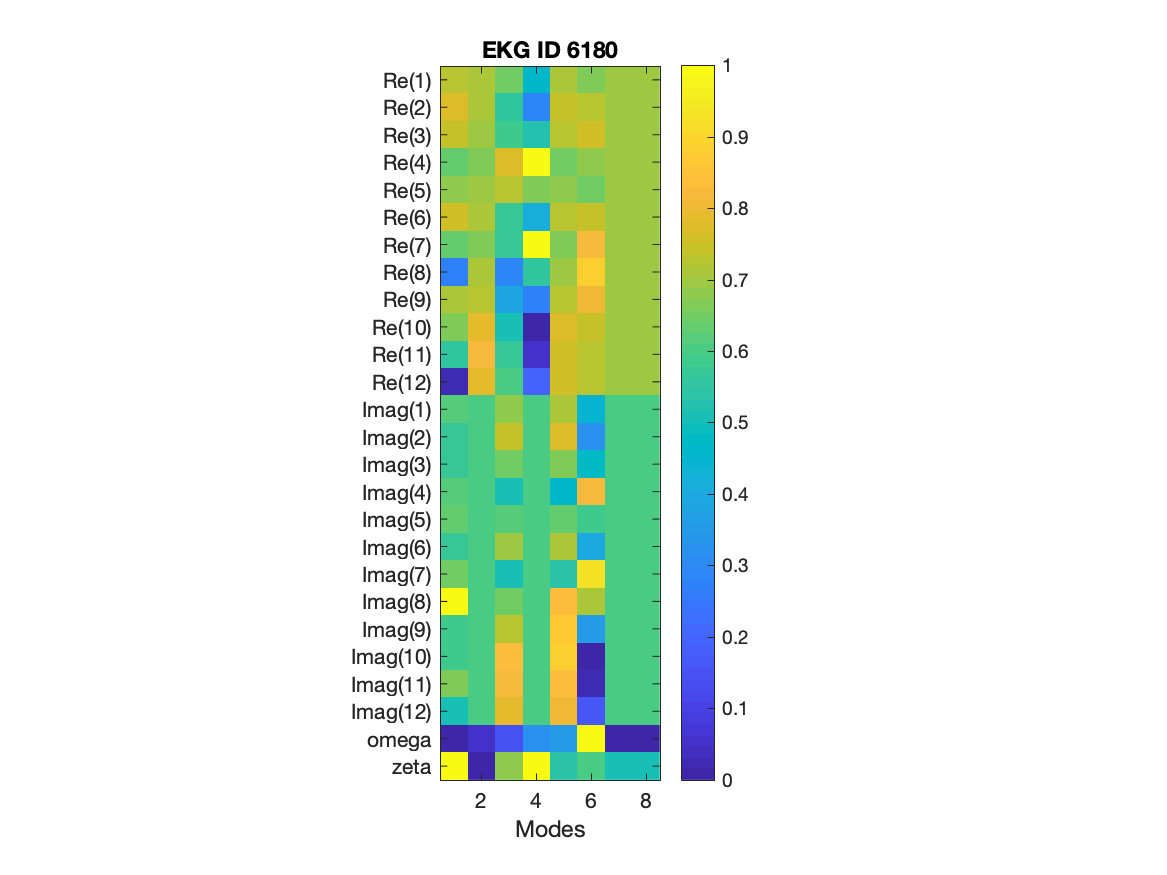 EKG ID 6180
Re(1)
Re(2)
Re(3)
Re(4)
Re(5)
Re(6)
Re(7)
Re(8)
Re(9)
Re(10)
Re(11)
Re(12)
Imag(1)
Imag(2)
Imag(3)
Imag(4)
Imag(5)
Imag(6)
Imag(7)
Imag(8)
Imag(9)
Imag(10)
Imag(11)
Imag(12)
omega
zeta
2 4 6 8
Modes
1
0.9
0.8
0.7
0.6
0.5
0.4
0.3
0.2
0.1
0